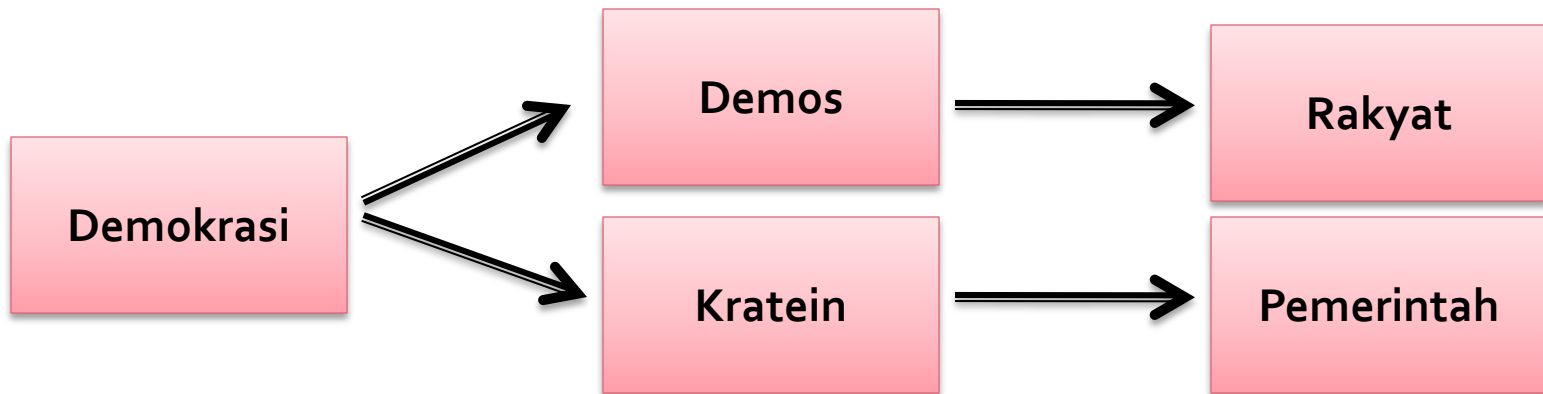 Demokrasi
Demos
Rakyat
Kratein
Pemerintah